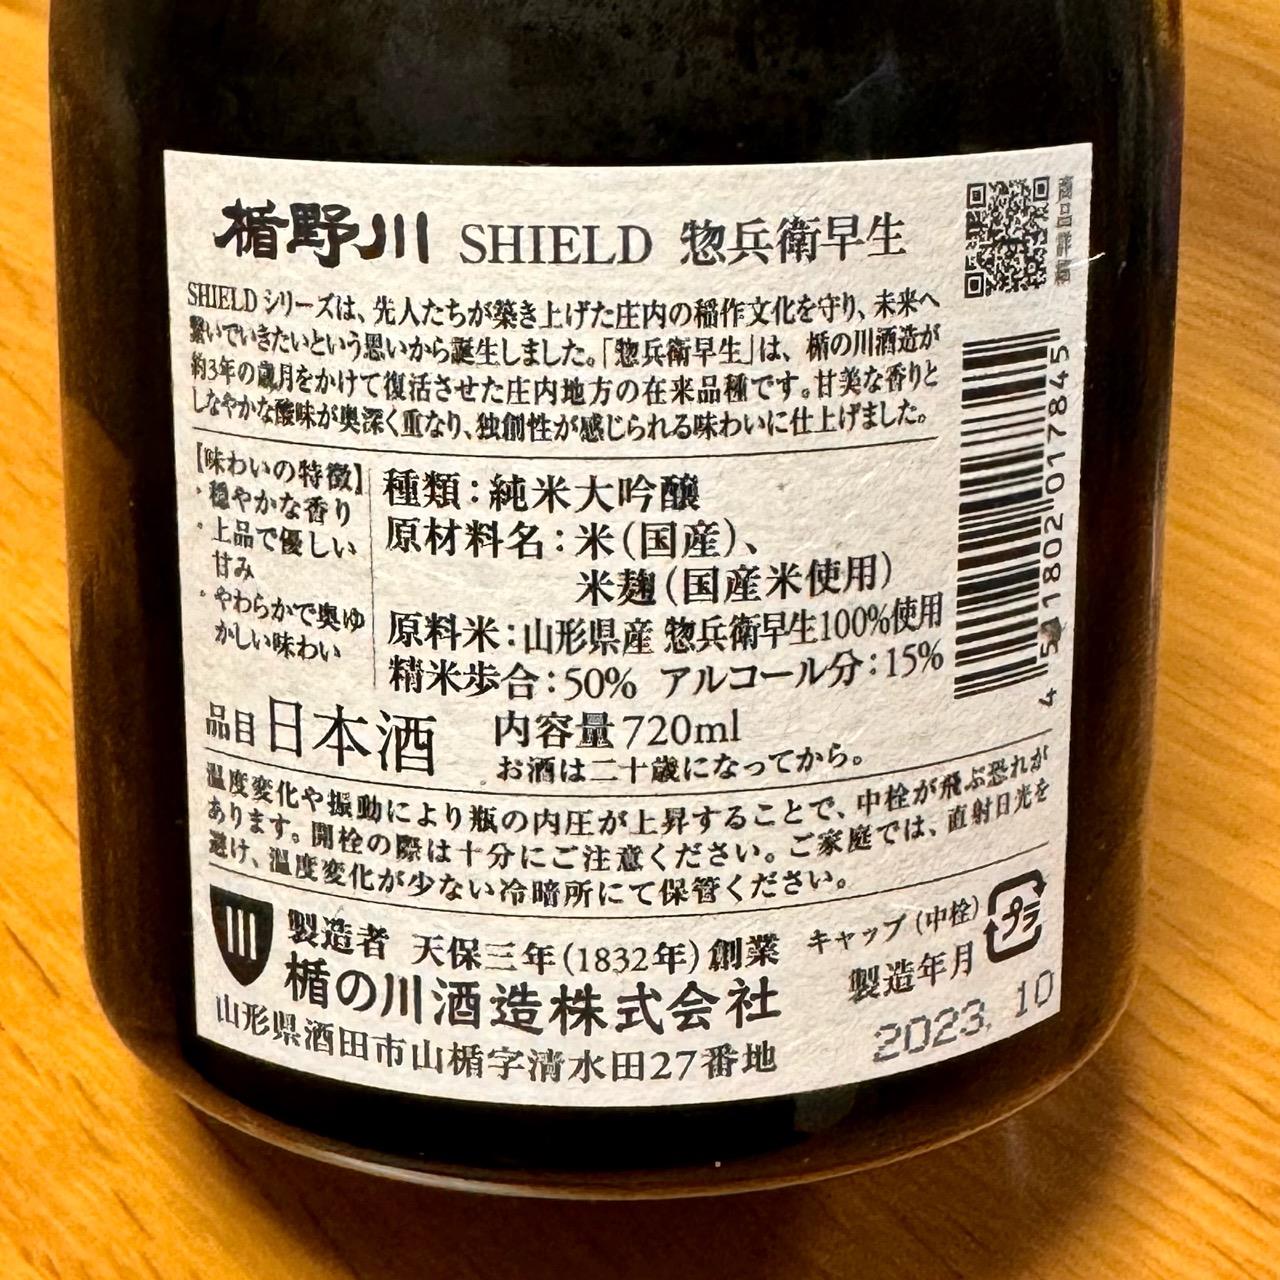 楯野川 SHIELD 惣兵衛早生
商品詳細
SHIELDシリーズは、先人たちが築き上げた庄内の稲作文化を守り、未来へ
繋いでいきたいという思いから誕生しました。「惣兵衛早生」は、楯の川酒造が
約3年の歳月をかけて復活させた庄内地方の在来品種です。甘美な香りと
しなやかな酸味が奥深く重なり、独創性が感じられる味わいに仕上げました。
【味わいの特徴】
・穏やかな香り
・上品で優しい
甘み
・やわらかで奥ゆ
かしい味わい
種類：純米大吟醸
原材料名：米（国産）、
米麹（国産米使用）
原料米：山形県産 惣兵衛早生100%使用
精米歩合：50% アルコール分：15%
4 511802 017845
品目 日本酒
内容量 720ml
お酒は二十歳になってから。
温度変化や振動により瓶の内圧が上昇することで、中栓が飛ぶ恐れが
あります。開栓の際は十分にご注意ください。ご家庭では、直射日光を
避け、温度変化が少ない冷暗所にて保管ください。
製造者 天保三年(1832年)創業
楯の川酒造株式会社
山形県酒田市山楯字清水田27番地
キャップ（中栓）
プラ
製造年月
2023.10